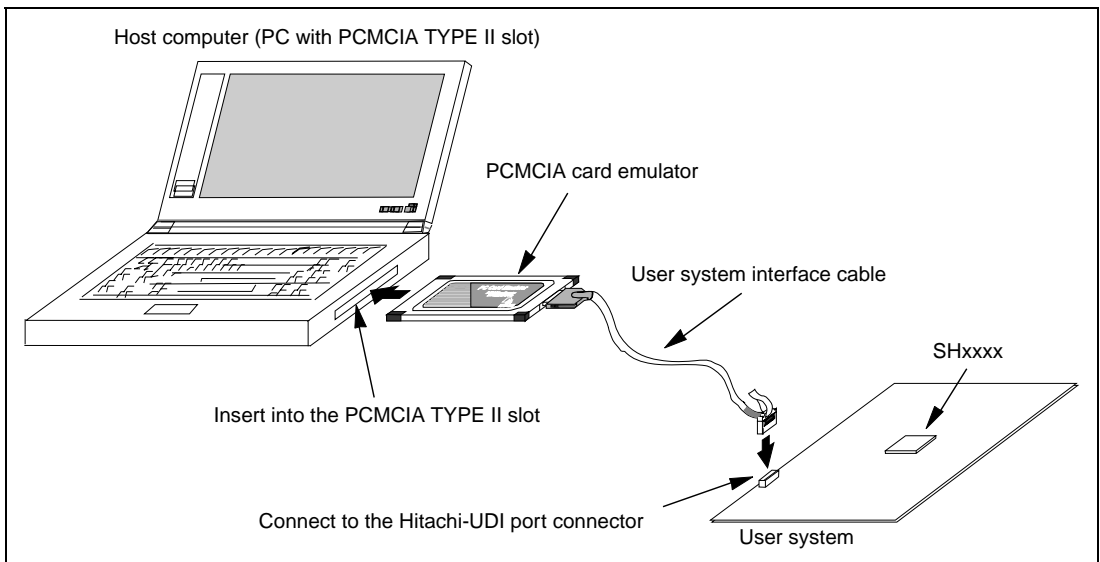 Host computer (PC with PCMCIA TYPE II slot)
PCMCIA card emulator
User system interface cable
SHxxxx
Insert into the PCMCIA TYPE II slot
Connect to the Hitachi-UDI port connector
User system